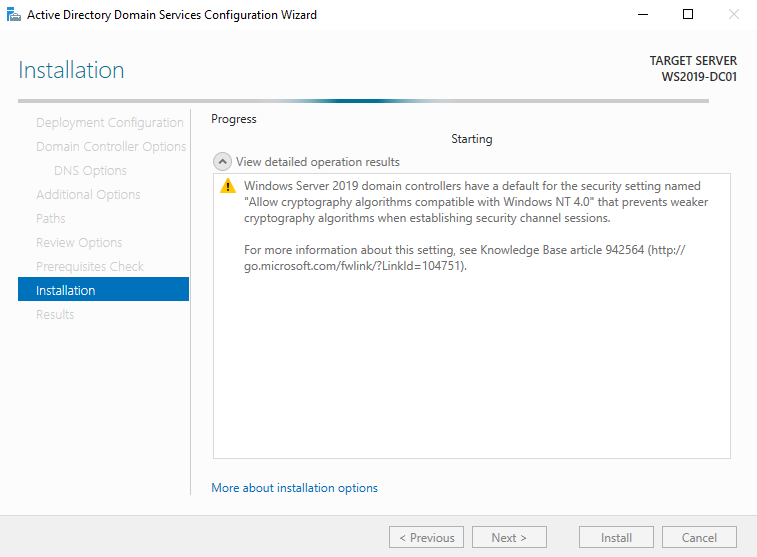 Active Directory Domain Services Configuration Wizard
Installation
TARGET SERVER
WS2019-DC01
Deployment Configuration
Domain Controller Options
DNS Options
Additional Options
Paths
Review Options
Prerequisites Check
Installation
Results
Progress
Starting
View detailed operation results
Windows Server 2019 domain controllers have a default for the security setting named
"Allow cryptography algorithms compatible with Windows NT 4.0" that prevents weaker
cryptography algorithms when establishing security channel sessions.
For more information about this setting, see Knowledge Base article 942564 (http://
go.microsoft.com/fwlink/?LinkId=104751).
More about installation options
< Previous
Next >
Install
Cancel